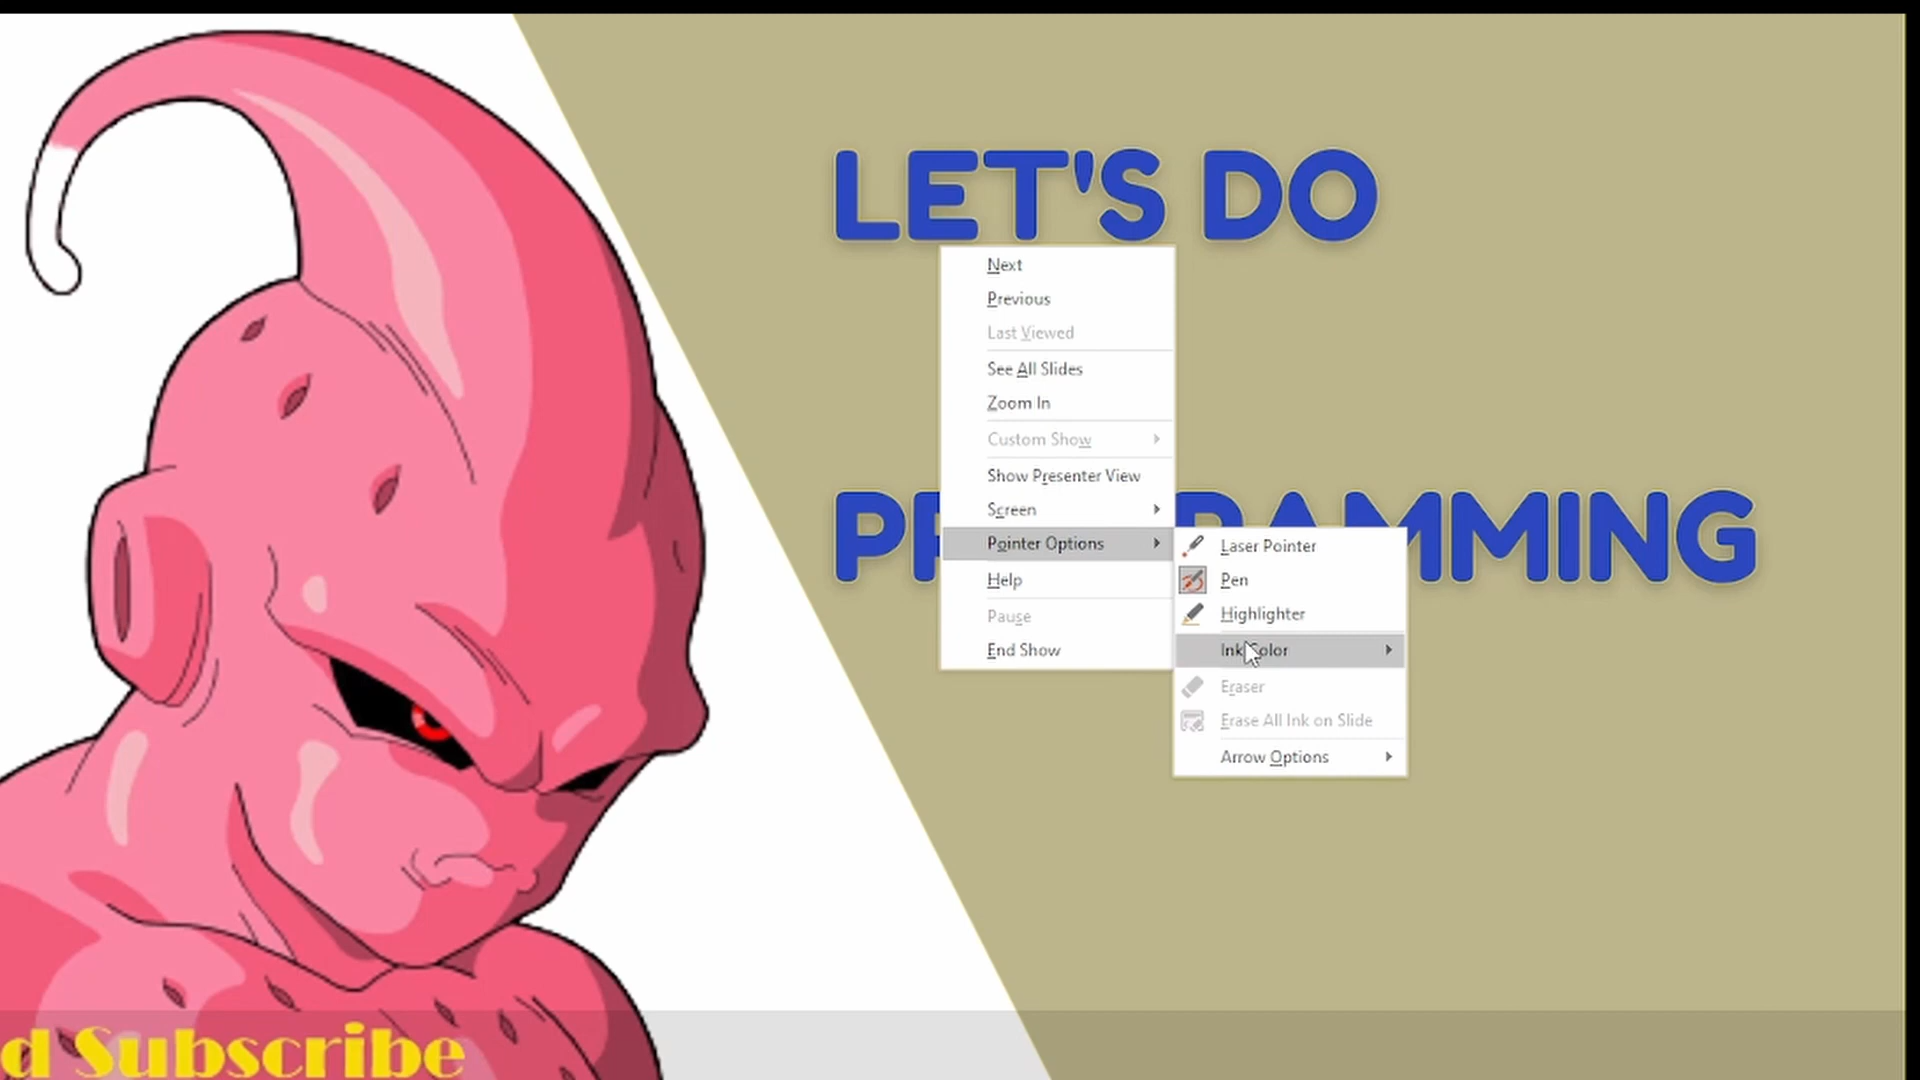 LET'S DO
Next
Previous
Last Viewed
See All Slides
Zoom In
Custom Show
Show Presenter View
Screen
Pointer Options
Help
Pause
End Show
Laser Pointer
Pen
Highlighter
Ink Color
Eraser
Erase All Ink on Slide
Arrow Options
d Subscribe